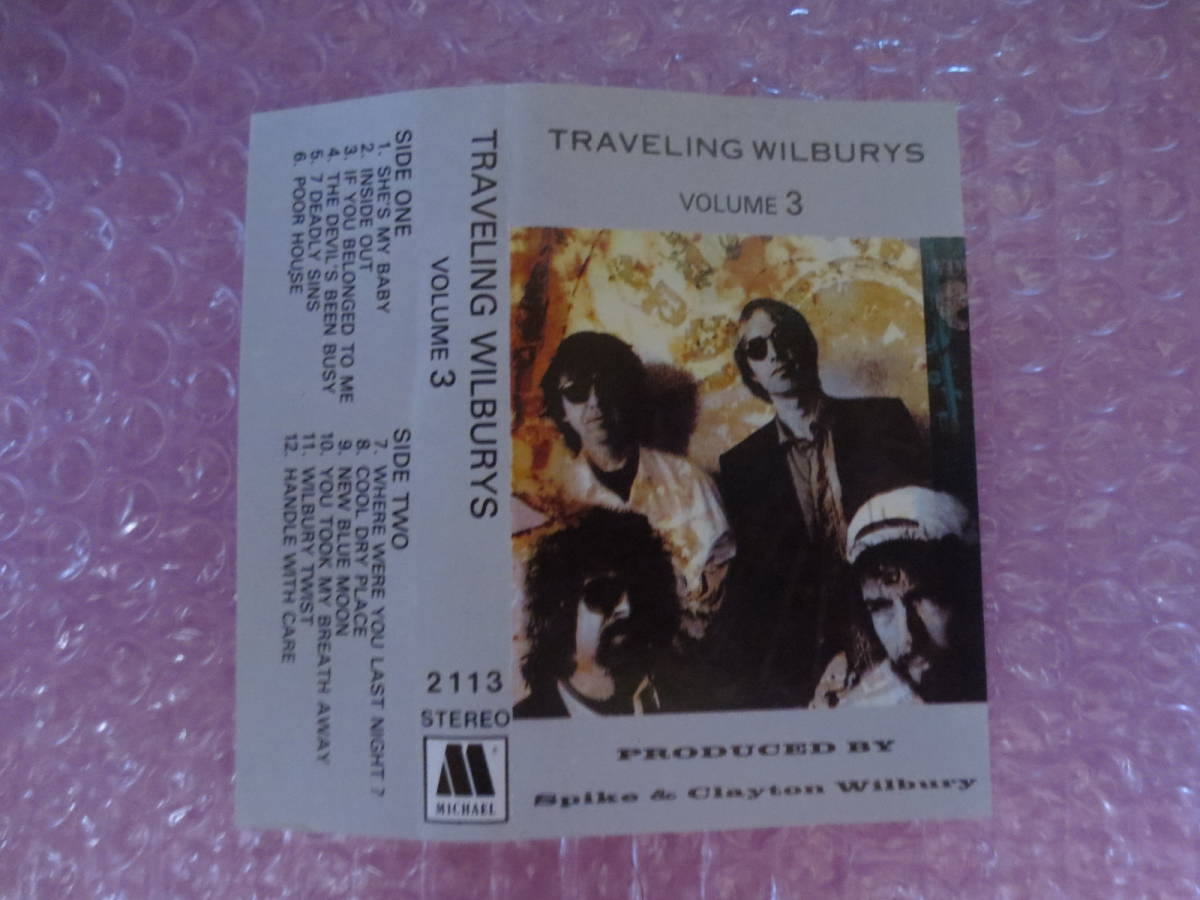 TRAVELING WILBURYS
VOLUME 3
PRODUCED BY
Spike & Clayton Wilbury
TRAVELING WILBURYS
VOLUME 3
2113
STEREO
MICHAEL
SIDE ONE
1. SHE'S MY BABY
2. INSIDE OUT
3. IF YOU BELONGED TO ME
4. THE DEVIL'S BEEN BUSY
5. 7 DEADLY SINS
6. POOR HOUSE
SIDE TWO
7. WHERE WERE YOU LAST NIGHT?
8. COOL DRY PLACE
9. NEW BLUE MOON
10. YOU TOOK MY BREATH AWAY
11. WILBURY TWIST
12. HANDLE WITH CARE